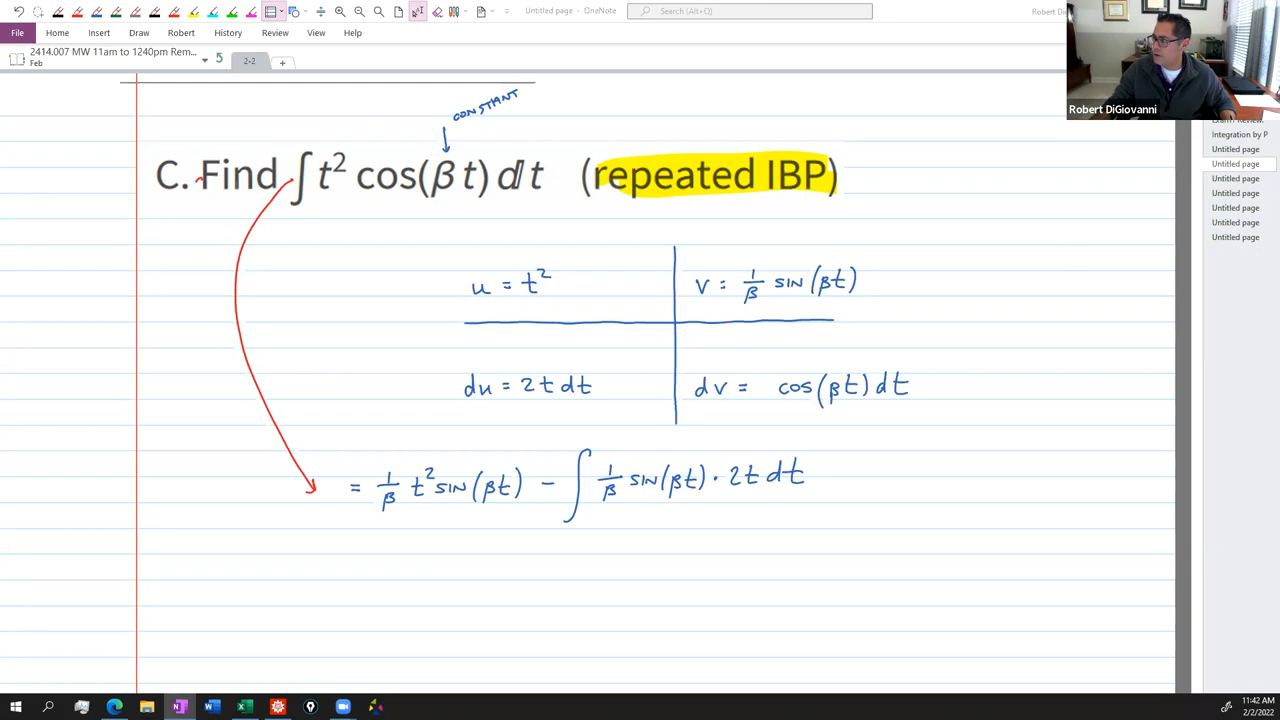 Untitled page - OneNote
Search (Alt+Q)
File Home Insert Draw Robert History Review View Help
2414.007 MW 11am to 1240pm Rem...
Feb
5
2-2
Robert DiGiovanni
CONSTANT
C. Find ∫ t² cos(β t) dt (repeated IBP)
u = t²
v = 1/β sin(βt)
du = 2t dt
dv = cos(βt) dt
= 1/β t² sin(βt) - ∫ 1/β sin(βt) · 2t dt
Integration by P
Untitled page
Untitled page
Untitled page
Untitled page
Untitled page
Untitled page
Untitled page
11:42 AM
2/2/2022